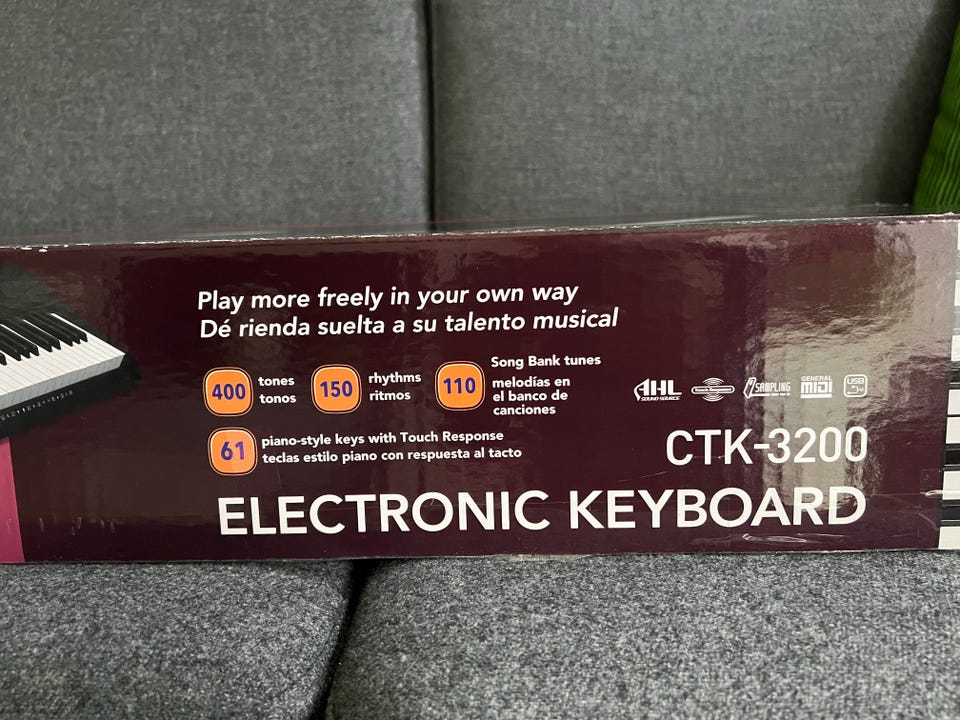 Play more freely in your own way
Dé rienda suelta a su talento musical
400 tones
tonos
150 rhythms
ritmos
110 Song Bank tunes
melodías en
el banco de
canciones
61 piano-style keys with Touch Response
teclas estilo piano con respuesta al tacto
AHL
SOUND SOURCE
SAMPLING
GENERAL
MIDI
USB
CTK-3200
ELECTRONIC KEYBOARD